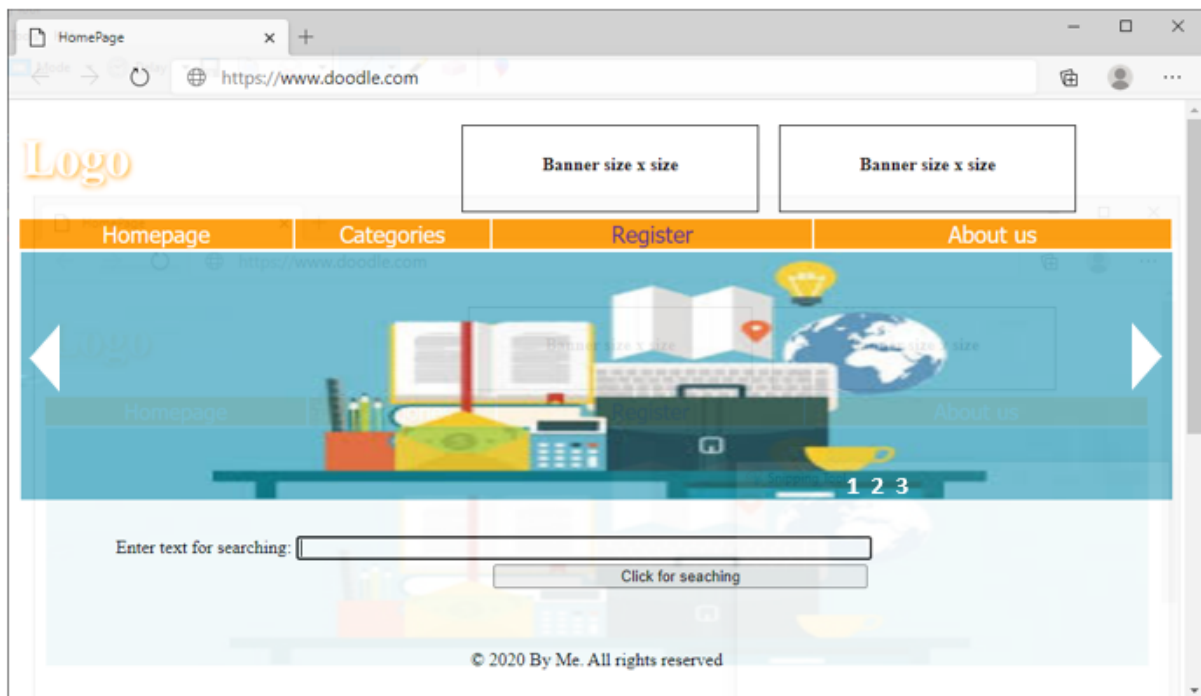 HomePage
https://www.doodle.com
Logo
Banner size x size
Banner size x size
Homepage Categories Register About us
1 2 3
Enter text for searching:
Click for seaching
© 2020 By Me. All rights reserved